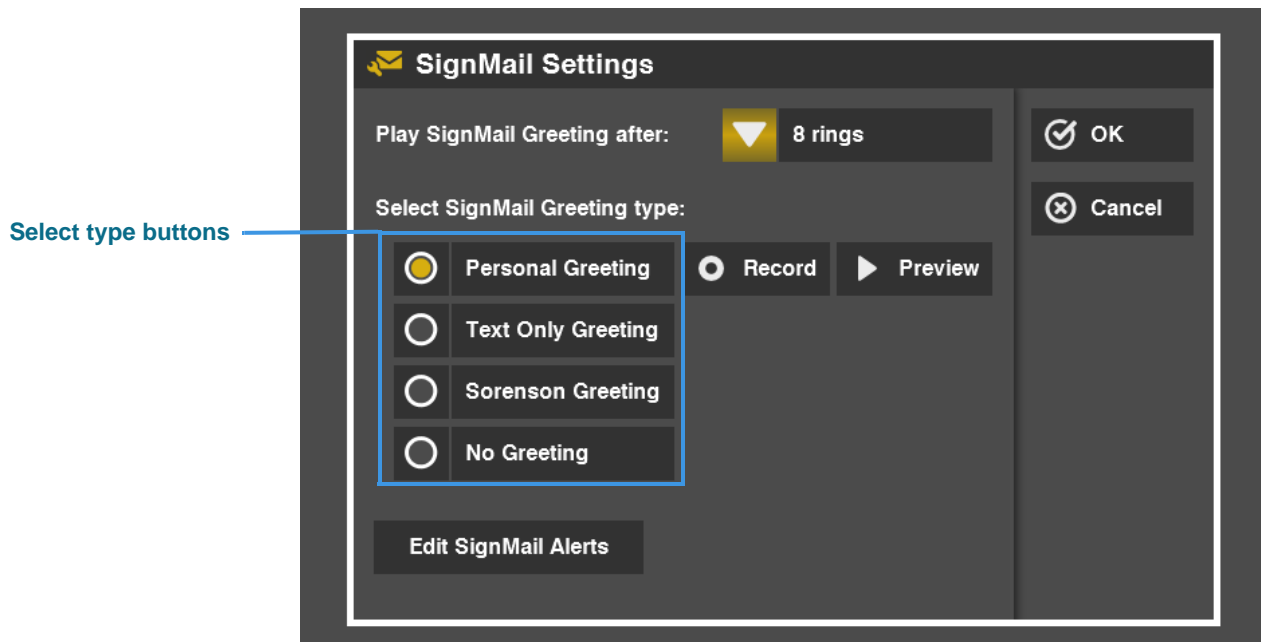 SignMail Settings
Play SignMail Greeting after: 8 rings
OK
Select SignMail Greeting type:
Cancel
Select type buttons
Personal Greeting Record Preview
Text Only Greeting
Sorenson Greeting
No Greeting
Edit SignMail Alerts